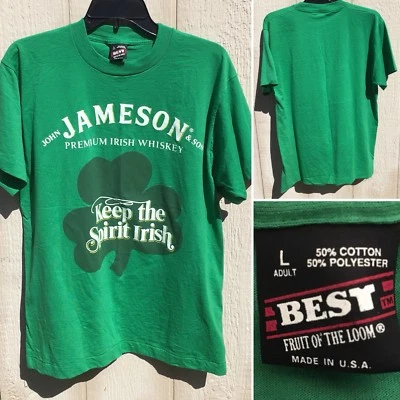 JOHN JAMESON® & SON
PREMIUM IRISH WHISKEY
Keep the
Spirit Irish
L
ADULT
50% COTTON
50% POLYESTER
BEST™
FRUIT OF THE LOOM®
MADE IN U.S.A.
BEST